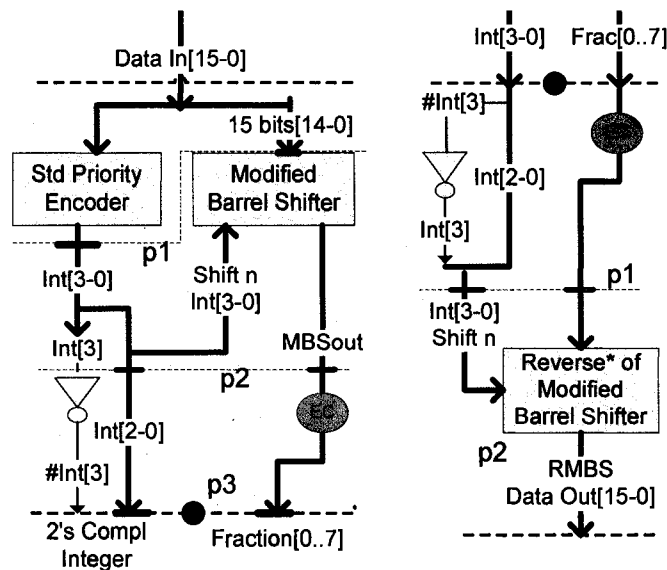 Data In[15-0]
15 bits[14-0]
Std Priority
Encoder
Modified
Barrel Shifter
p1
Int[3-0]
Shift n
Int[3-0]
Int[3]
MBSout
p2
EC
Int[2-0]
#Int[3]
p3
2's Compl
Integer
Fraction[0..7]
Int[3-0]
Frac[0..7]
#Int[3]
Int[2-0]
Int[3]
p1
Int[3-0]
Shift n
Reverse* of
Modified
Barrel Shifter
p2
RMBS
Data Out[15-0]